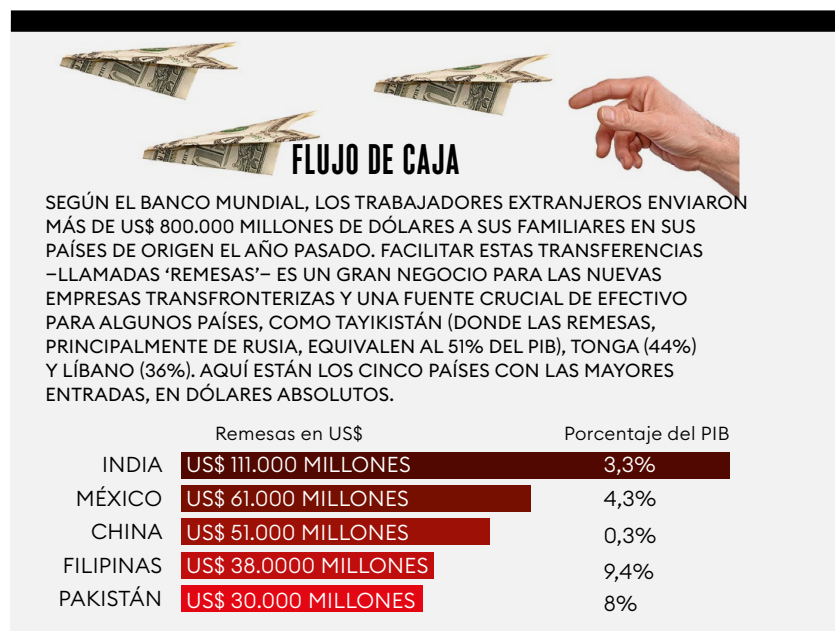 FLUJO DE CAJA
SEGÚN EL BANCO MUNDIAL, LOS TRABAJADORES EXTRANJEROS ENVIARON
MÁS DE US$ 800.000 MILLONES DE DÓLARES A SUS FAMILIARES EN SUS
PAÍSES DE ORIGEN EL AÑO PASADO. FACILITAR ESTAS TRANSFERENCIAS
–LLAMADAS ‘REMESAS’– ES UN GRAN NEGOCIO PARA LAS NUEVAS
EMPRESAS TRANSFRONTERIZAS Y UNA FUENTE CRUCIAL DE EFECTIVO
PARA ALGUNOS PAÍSES, COMO TAYIKISTÁN (DONDE LAS REMESAS,
PRINCIPALMENTE DE RUSIA, EQUIVALEN AL 51% DEL PIB), TONGA (44%)
Y LÍBANO (36%). AQUÍ ESTÁN LOS CINCO PAÍSES CON LAS MAYORES
ENTRADAS, EN DÓLARES ABSOLUTOS.
Remesas en US$ Porcentaje del PIB
INDIA US$ 111.000 MILLONES 3,3%
MÉXICO US$ 61.000 MILLONES 4,3%
CHINA US$ 51.000 MILLONES 0,3%
FILIPINAS US$ 38.0000 MILLONES 9,4%
PAKISTÁN US$ 30.000 MILLONES 8%